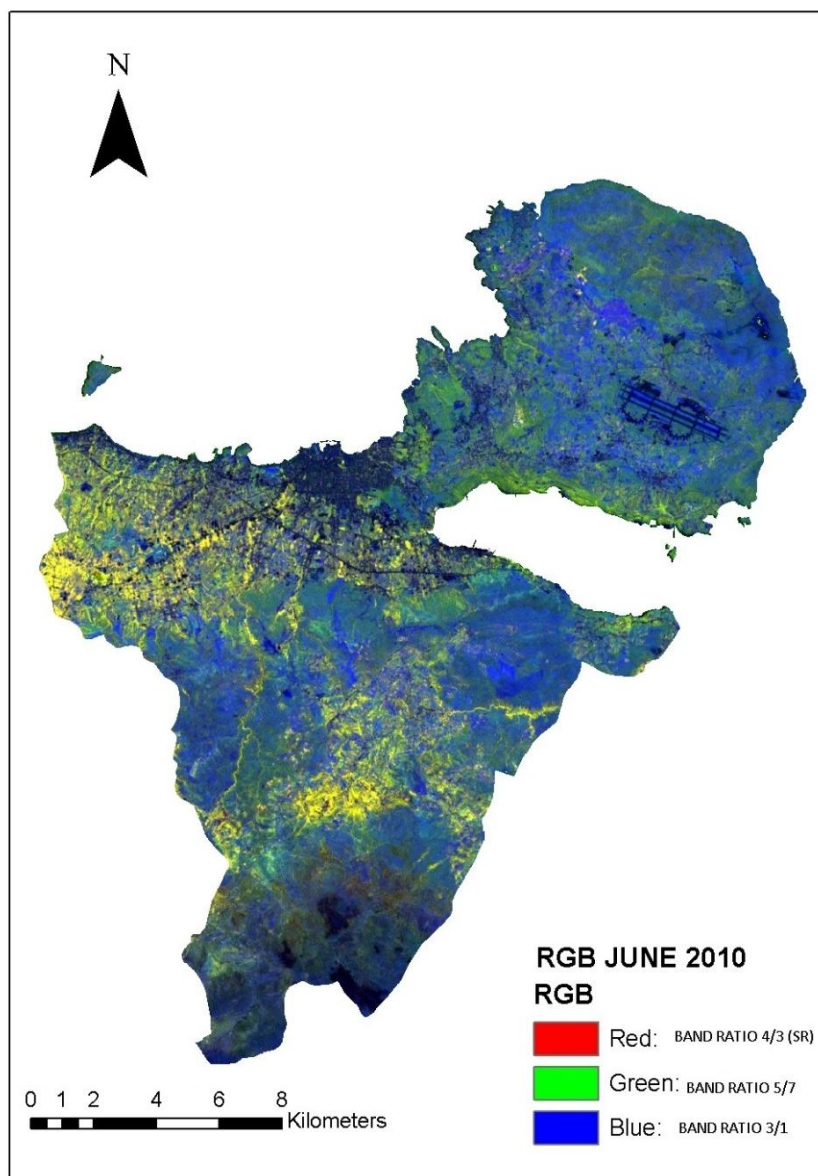 N
RGB JUNE 2010
RGB
Red: BAND RATIO 4/3 (SR)
Green: BAND RATIO 5/7
Blue: BAND RATIO 3/1
0 1 2 4 6 8
Kilometers